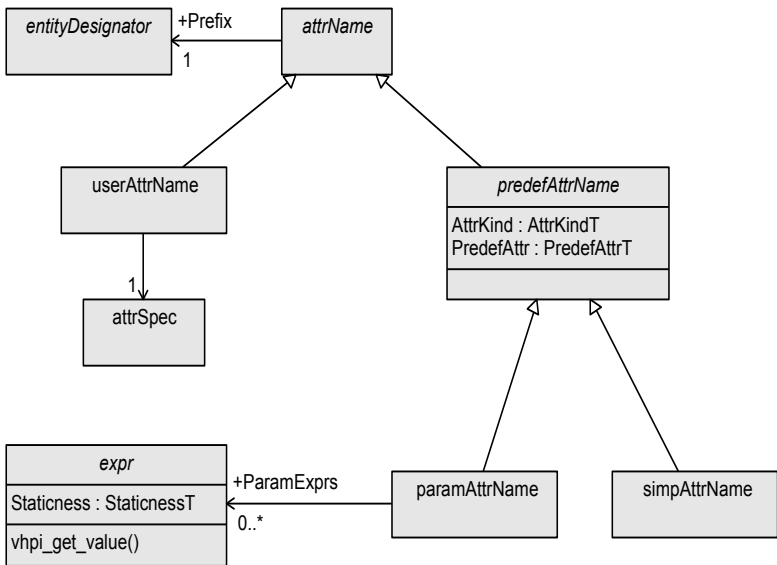 entityDesignator
+Prefix
1
attrName
userAttrName
predefAttrName
AttrKind : AttrKindT
PredefAttr : PredefAttrT
1
attrSpec
expr
Staticness : StaticnessT
vhpi_get_value()
+ParamExprs
0..*
paramAttrName
simpAttrName